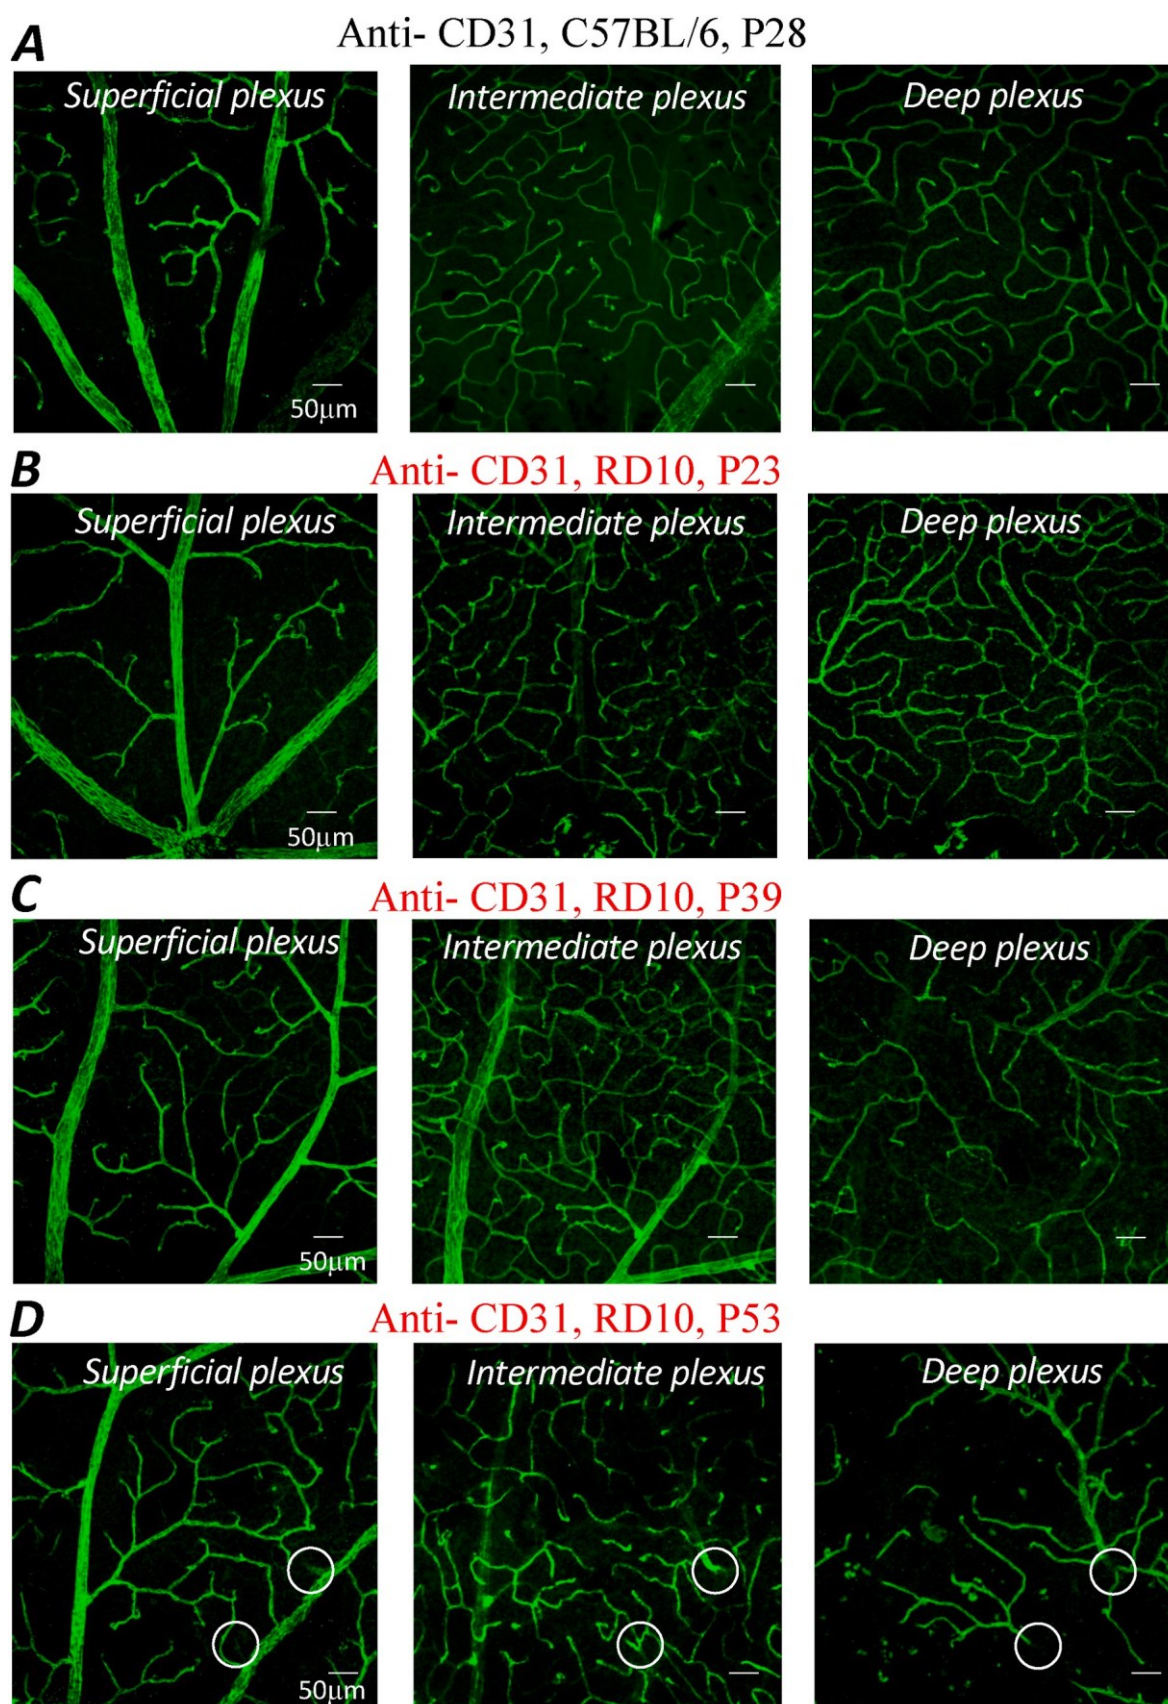 A
Anti- CD31, C57BL/6, P28
Superficial plexus
Intermediate plexus
Deep plexus
50µm
B
Anti- CD31, RD10, P23
Superficial plexus
Intermediate plexus
Deep plexus
50µm
C
Anti- CD31, RD10, P39
Superficial plexus
Intermediate plexus
Deep plexus
50µm
D
Anti- CD31, RD10, P53
Superficial plexus
Intermediate plexus
Deep plexus
50µm